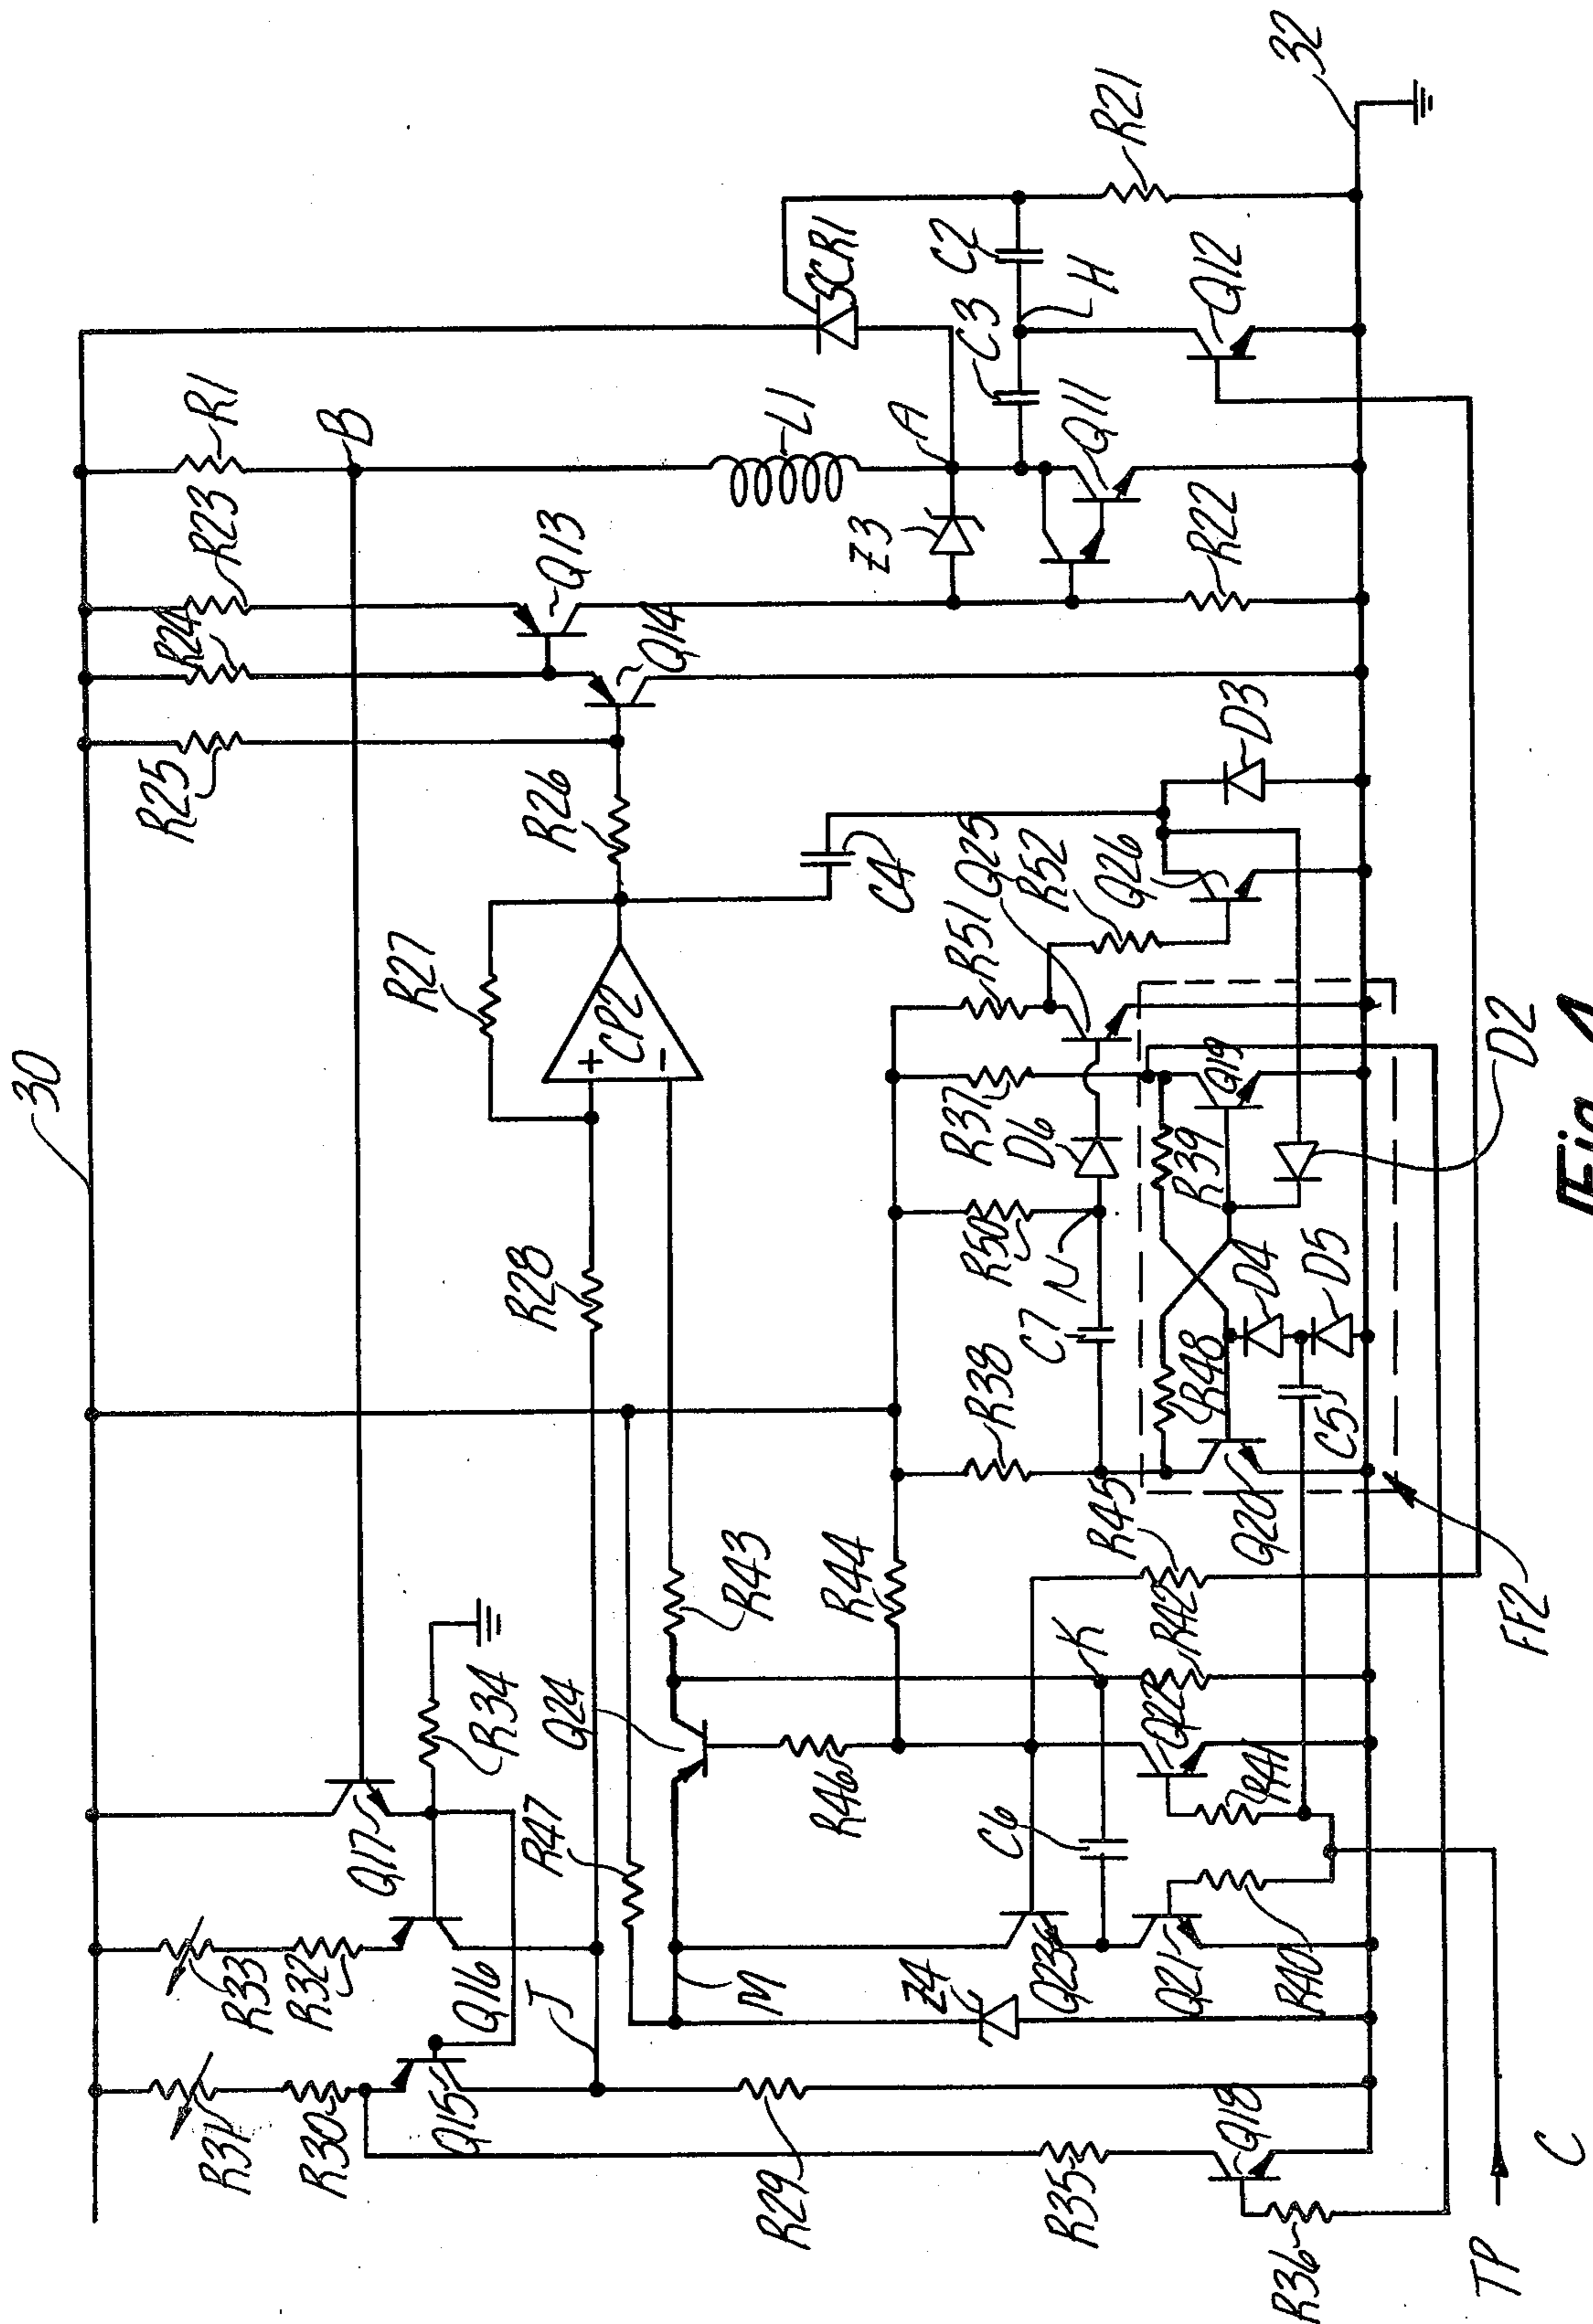 30
R31
R30
R33
R32
R34
R24
R23
R1
B
R25
Q15
Q16
Q17
J
Q24
R47
R43
R28
R27
CP2
+
-
R26
Q14
Q13
L1
Z3
A
SCR1
C3
C2
H
Q11
Q12
R22
R21
32
C4
M
R46
R44
R29
Z4
Q23
C6
K
R38
C7
N
R50
D6
R37
R51
Q25
R52
Q26
D3
R35
Q18
R36
Q21
R40
Q22
R41
R42
R45
Q20
R48
C5
D4
D5
R39
Q19
D2
FF2
TP
C
Fig. 4